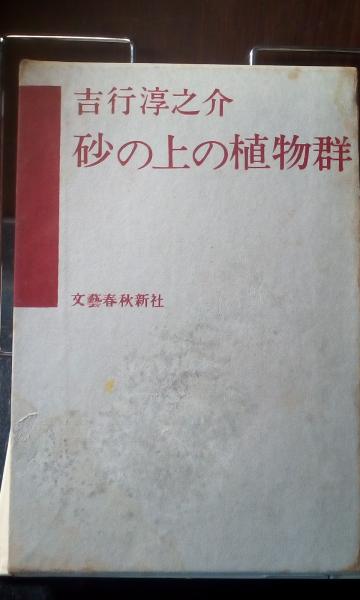 吉行淳之介
砂の上の植物群
文藝春秋新社